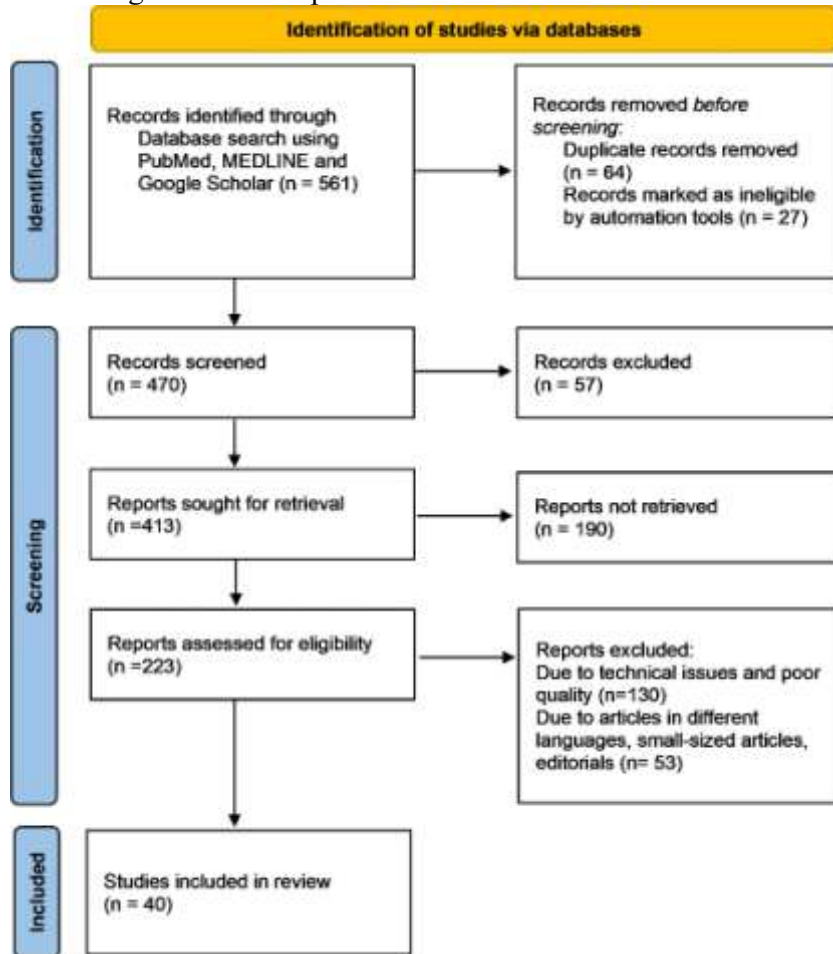 Identification of studies via databases
Identification
Records identified through
Database search using
PubMed, MEDLINE and
Google Scholar (n = 561)
Records removed before
screening:
Duplicate records removed
(n = 64)
Records marked as ineligible
by automation tools (n = 27)
Screening
Records screened
(n = 470)
Records excluded
(n = 57)
Reports sought for retrieval
(n =413)
Reports not retrieved
(n = 190)
Reports assessed for eligibility
(n =223)
Reports excluded:
Due to technical issues and poor
quality (n=130)
Due to articles in different
languages, small-sized articles,
editorials (n= 53)
Included
Studies included in review
(n = 40)